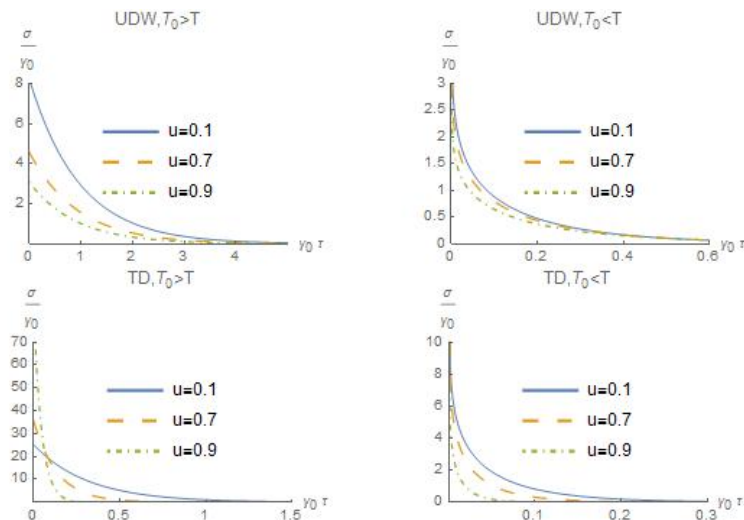 UDW,T₀>T
σ
γ₀
8
6
4
2
0 1 2 3 4 γ₀ τ
u=0.1
u=0.7
u=0.9
UDW,T₀<T
σ
γ₀
3
2.5
2
1.5
1
0.5
0 0.2 0.4 0.6 γ₀ τ
u=0.1
u=0.7
u=0.9
TD,T₀>T
σ
γ₀
70
60
50
40
30
20
10
0 0.5 1 1.5 γ₀ τ
u=0.1
u=0.7
u=0.9
TD,T₀<T
σ
γ₀
10
8
6
4
2
0 0.1 0.2 0.3 γ₀ τ
u=0.1
u=0.7
u=0.9